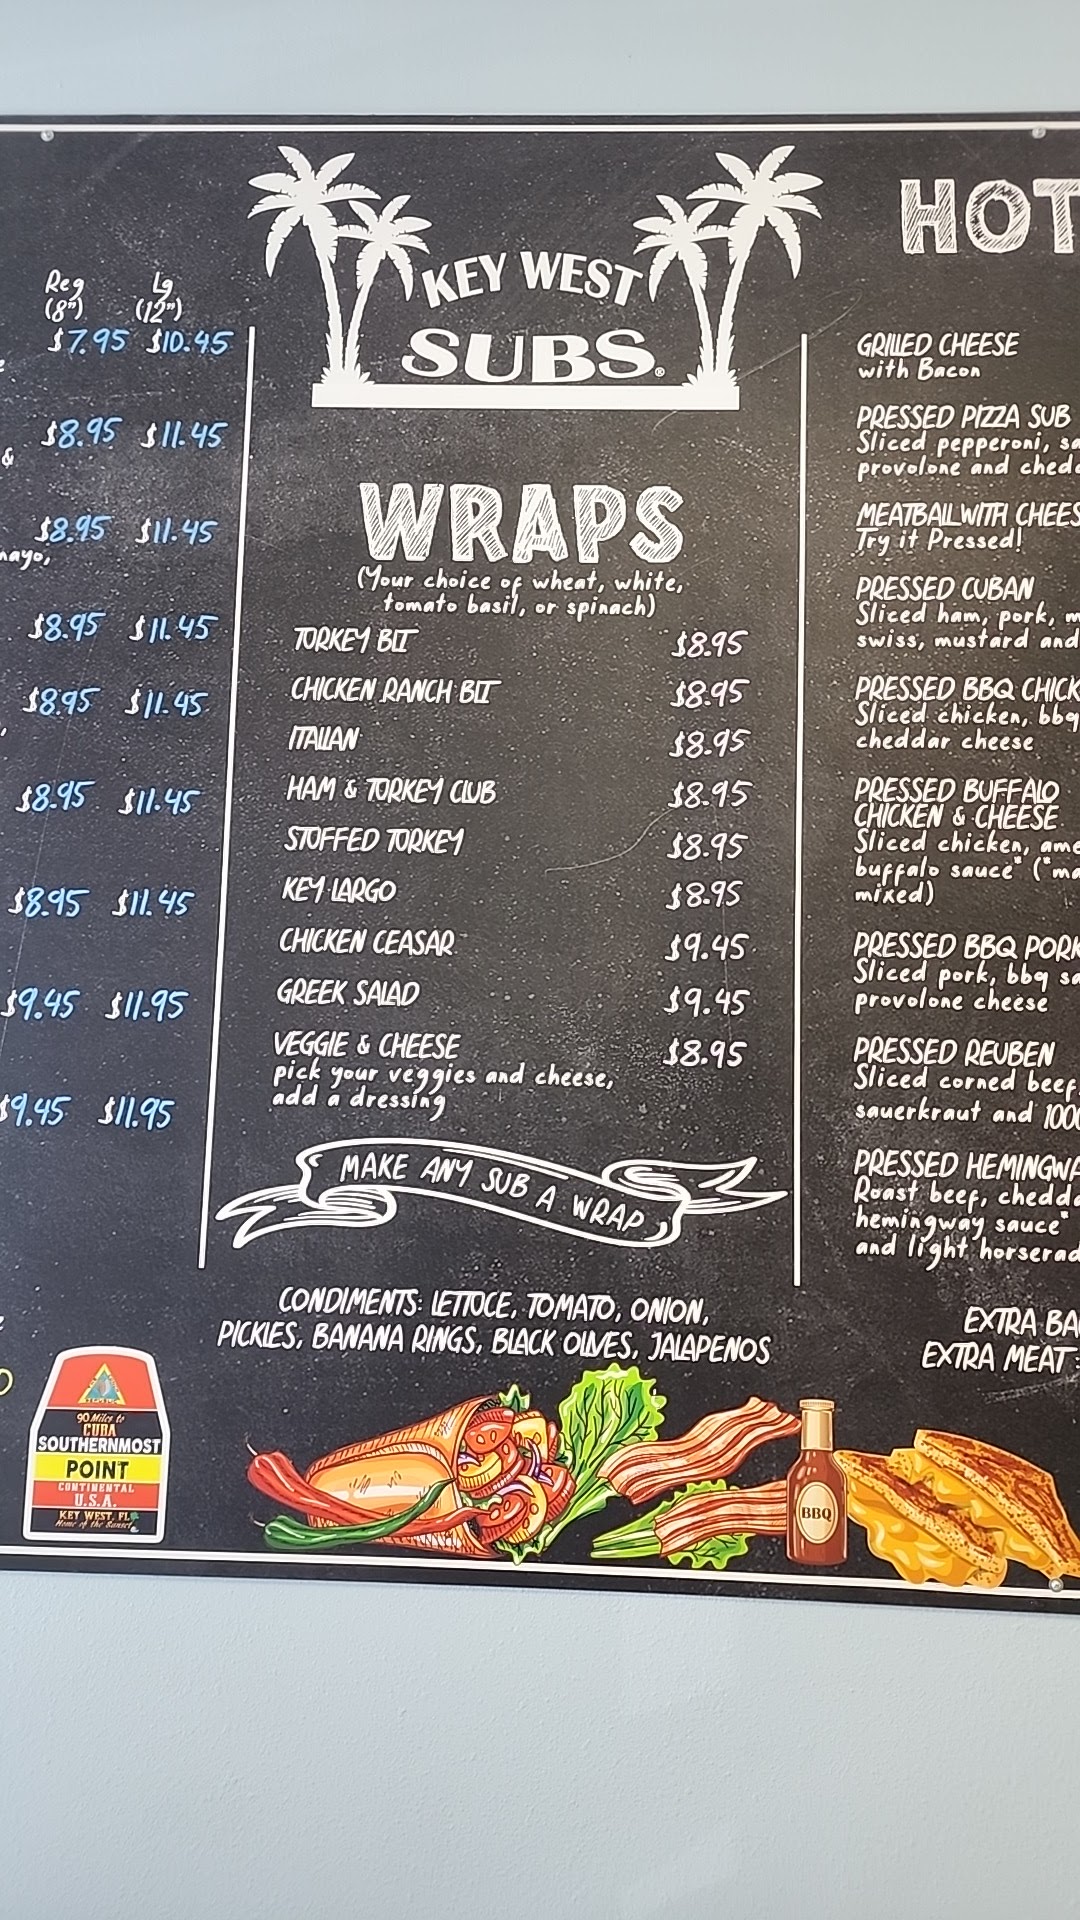 Reg Lg
(8") (12")
$7.95 $10.45
$8.95 $11.45
&
$8.95 $11.45
mayo,
$8.95 $11.45
$8.95 $11.45
$8.95 $11.45
$8.95 $11.45
$9.45 $11.95
$9.45 $11.95
KEY WEST
SUBS®
WRAPS
(Your choice of wheat, white,
tomato basil, or spinach)
TURKEY BLT $8.95
CHICKEN RANCH BLT $8.95
ITALIAN $8.95
HAM & TURKEY CLUB $8.95
STUFFED TURKEY $8.95
KEY LARGO $8.95
CHICKEN CEASAR $9.45
GREEK SALAD $9.45
VEGGIE & CHEESE $8.95
pick your veggies and cheese,
add a dressing
MAKE ANY SUB A WRAP
CONDIMENTS: LETTUCE, TOMATO, ONION,
PICKLES, BANANA RINGS, BLACK OLIVES, JALAPENOS
HOT
GRILLED CHEESE
with Bacon
PRESSED PIZZA SUB
Sliced pepperoni,
provolone and
MEATBALL WITH
Try it Pressed!
PRESSED CUBAN
Sliced ham, pork,
swiss, mustard and
PRESSED BBQ
Sliced chicken, bbq
cheddar cheese
PRESSED BUFFALO
CHICKEN & CHEESE
Sliced chicken,
buffalo sauce* (*
mixed)
PRESSED BBQ PORK
Sliced pork, bbq
provolone cheese
PRESSED REUBEN
Sliced corned beef
sauerkraut and
PRESSED
Roast beef,
hemingway sauce*
and light
EXTRA
EXTRA MEAT
90 Miles to
CUBA
SOUTHERNMOST
POINT
CONTINENTAL
U.S.A.
KEY WEST, FL
Home of the Sunset
BBQ